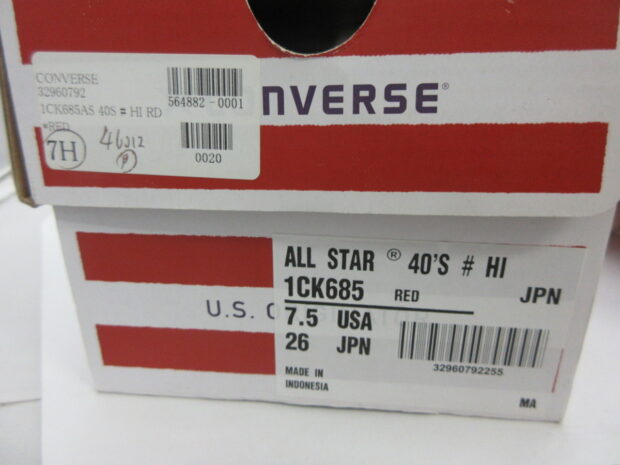 CONVERSE
32960792
1CK685AS 40S # HI RD
*RED
7H
564882 -0001
0020
NVERSE®
ALL STAR ® 40'S # HI
1CK685 RED JPN
U.S.
7.5 USA
26 JPN
32960792255
MADE IN
INDONESIA
MA